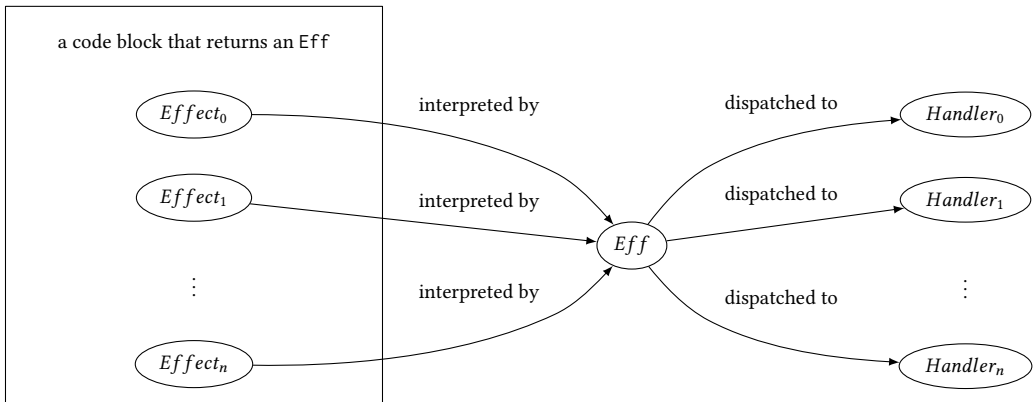 a code block that returns an Eff
Effect₀
interpreted by
dispatched to
Handler₀
Effect₁
interpreted by
dispatched to
Handler₁
Eff
⋮
interpreted by
dispatched to
⋮
Effectₙ
Handlerₙ